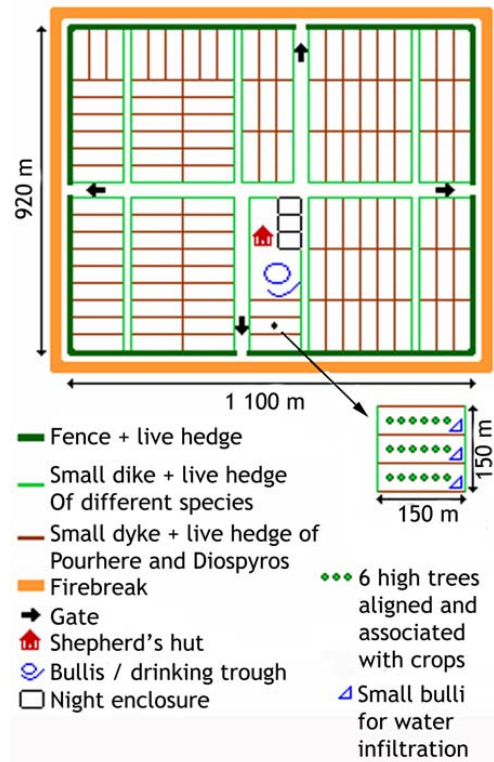 920 m
1 100 m
150 m
150 m
Fence + live hedge
Small dike + live hedge
Of different species
Small dyke + live hedge of
Pourhere and Diospyros
Firebreak
Gate
Shepherd's hut
Bullis / drinking trough
Night enclosure
6 high trees
aligned and
associated
with crops
Small bulli
for water
infiltration